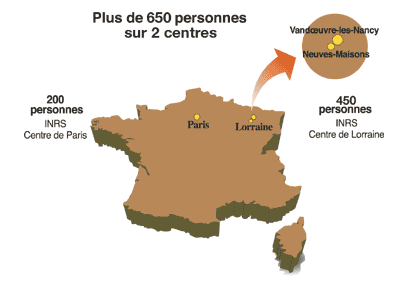 Plus de 650 personnes
sur 2 centres
Vandœuvre-les-Nancy
Neuves-Maisons
200
personnes
INRS
Centre de Paris
450
personnes
INRS
Centre de Lorraine
Paris
Lorraine